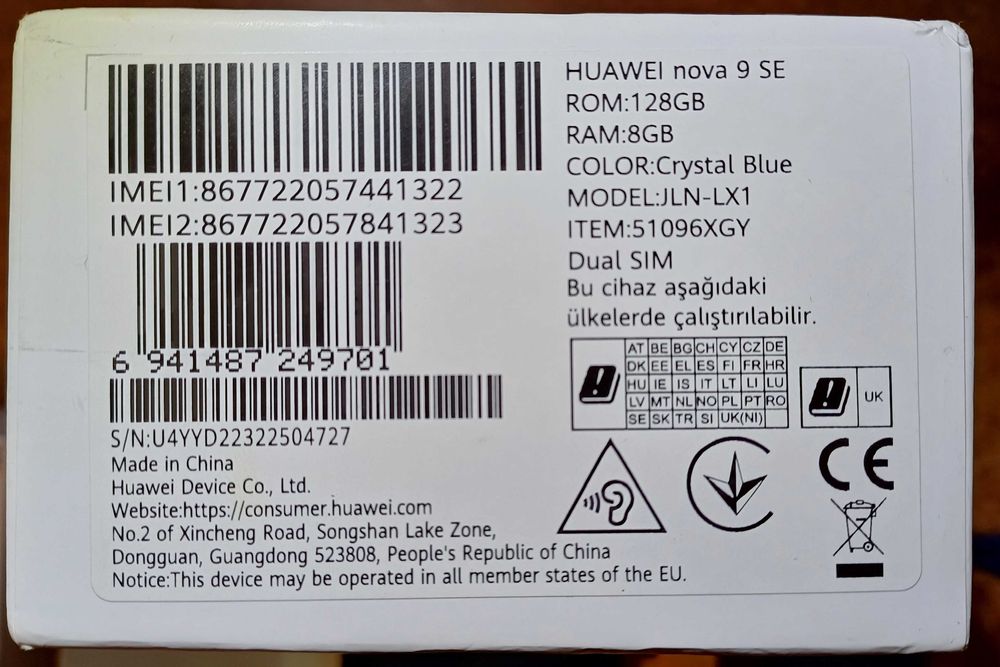 IMEI1:867722057441322
IMEI2:867722057841323
6 941487 249701
S/N:U4YYD22322504727
Made in China
Huawei Device Co., Ltd.
Website:https://consumer.huawei.com
No.2 of Xincheng Road, Songshan Lake Zone,
Dongguan, Guangdong 523808, People's Republic of China
Notice:This device may be operated in all member states of the EU.
HUAWEI nova 9 SE
ROM:128GB
RAM:8GB
COLOR:Crystal Blue
MODEL:JLN-LX1
ITEM:51096XGY
Dual SIM
Bu cihaz aşağıdaki
ülkelerde çalıştırılabilir.
AT BE BG CH CY CZ DE
DK EE EL ES FI FR HR
HU IE IS IT LT LI LU
LV MT NL NO PL PT RO
SE SK TR SI UK(NI)
UK
CE